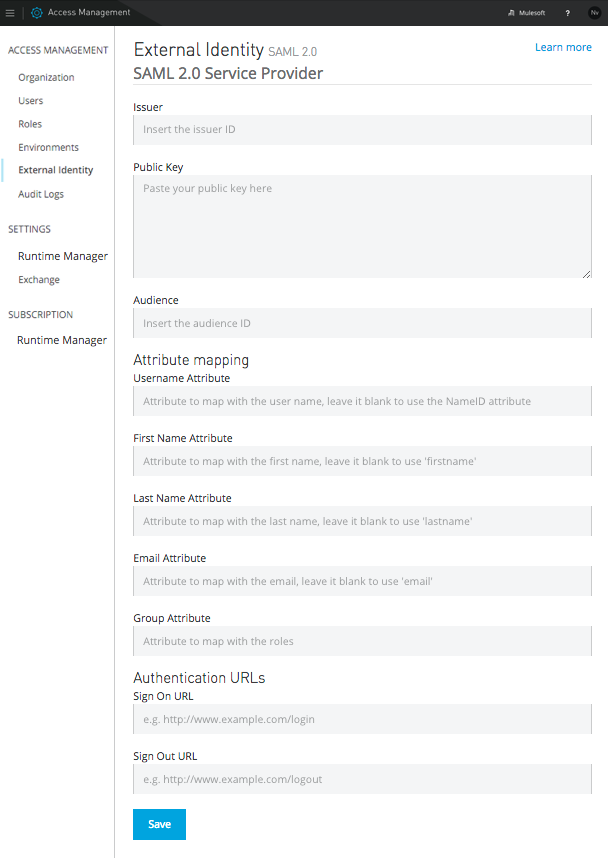 Access Management
Mulesoft
?
Nv
ACCESS MANAGEMENT
Organization
Users
Roles
Environments
External Identity
Audit Logs
SETTINGS
Runtime Manager
Exchange
SUBSCRIPTION
Runtime Manager
External Identity SAML 2.0
Learn more
SAML 2.0 Service Provider
Issuer
Insert the issuer ID
Public Key
Paste your public key here
Audience
Insert the audience ID
Attribute mapping
Username Attribute
Attribute to map with the user name, leave it blank to use the NameID attribute
First Name Attribute
Attribute to map with the first name, leave it blank to use 'firstname'
Last Name Attribute
Attribute to map with the last name, leave it blank to use 'lastname'
Email Attribute
Attribute to map with the email, leave it blank to use 'email'
Group Attribute
Attribute to map with the roles
Authentication URLs
Sign On URL
e.g. http://www.example.com/login
Sign Out URL
e.g. http://www.example.com/logout
Save